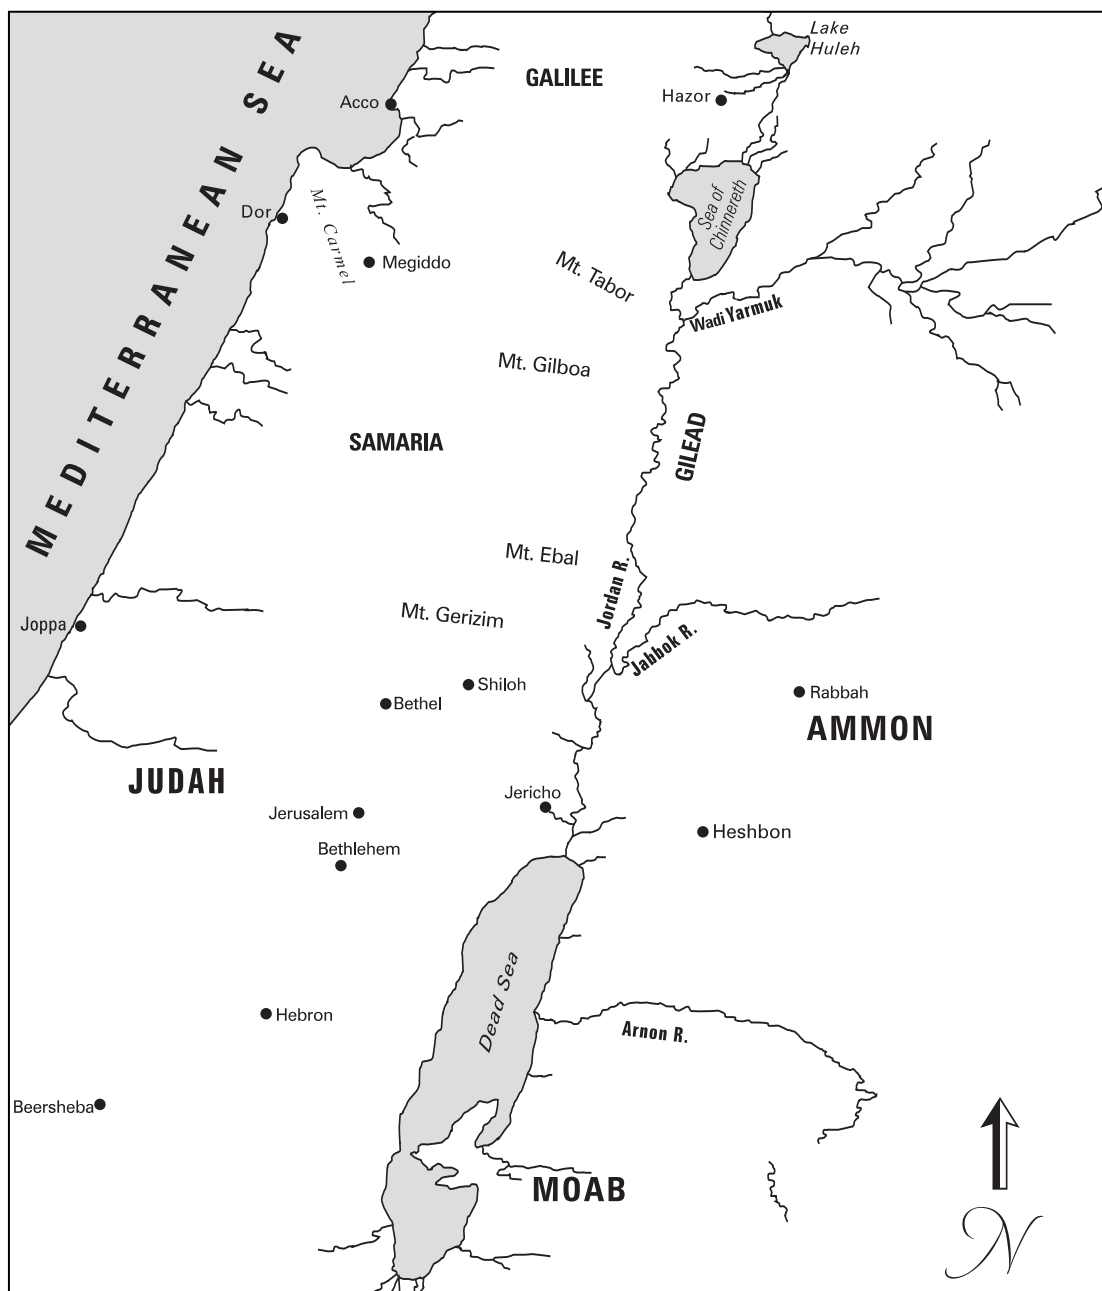 Lake
Huleh
MEDITERRANEAN SEA
GALILEE
Acco
Hazor
Sea of
Chinnereth
Dor
Mt. Carmel
Megiddo
Mt. Tabor
Wadi Yarmuk
Mt. Gilboa
SAMARIA
GILEAD
Mt. Ebal
Jordan R.
Mt. Gerizim
Joppa
Jabbok R.
Shiloh
Rabbah
Bethel
AMMON
JUDAH
Jericho
Jerusalem
Heshbon
Bethlehem
Dead Sea
Hebron
Arnon R.
Beersheba
MOAB
N